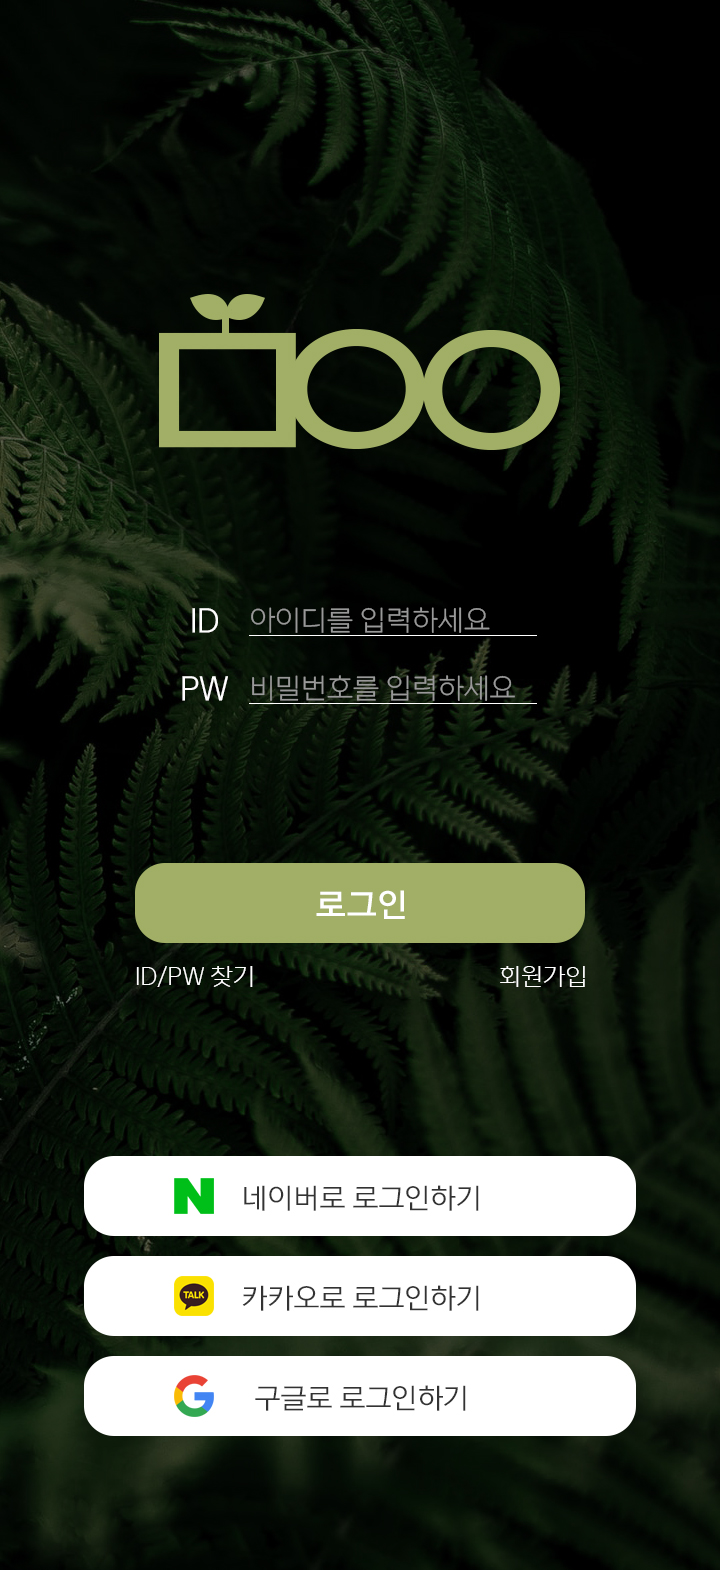 ID 아이디를 입력하세요
PW 비밀번호를 입력하세요
로그인
ID/PW 찾기 회원가입
N 네이버로 로그인하기
TALK 카카오로 로그인하기
G 구글로 로그인하기